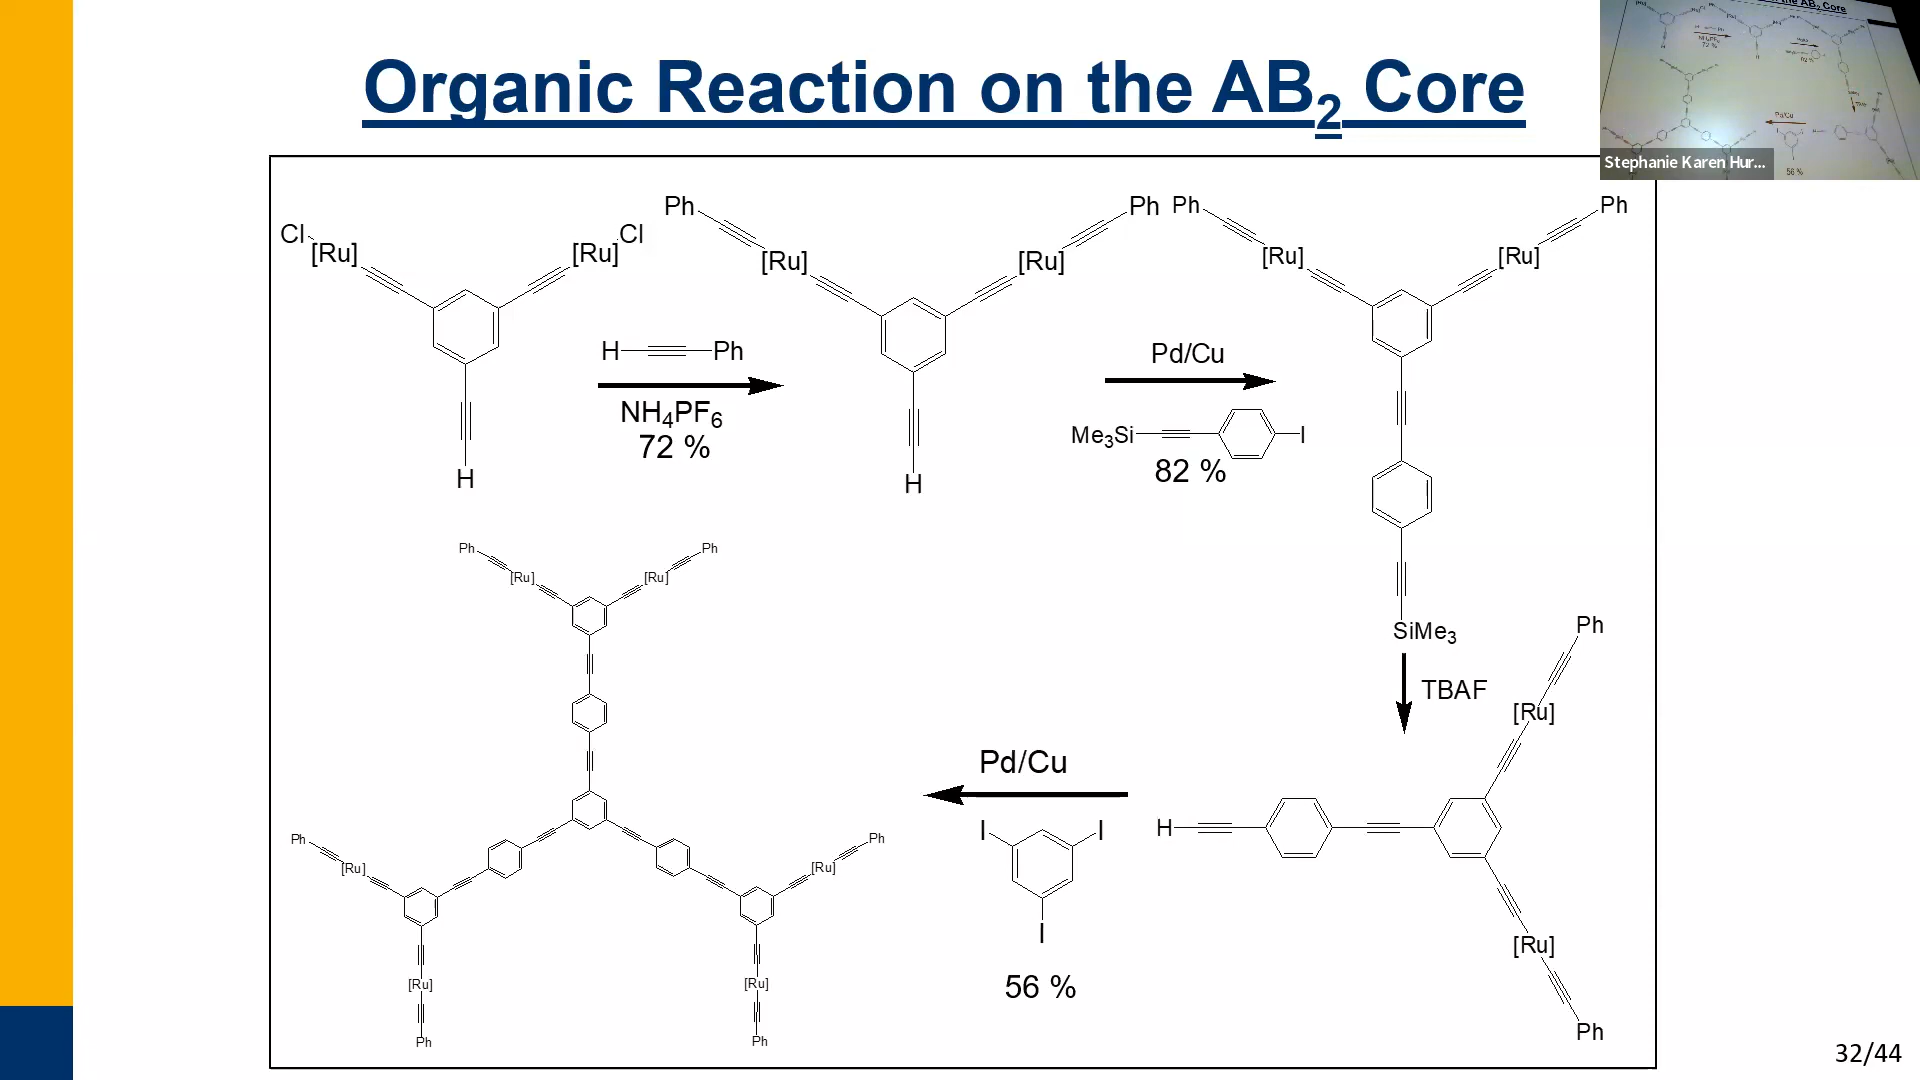 Organic Reaction on the AB2 Core
Stephanie Karen Hur...
Cl
[Ru]
[Ru]
Cl
H
H
Ph
NH4PF6
72 %
Ph
Ph
[Ru]
[Ru]
H
Pd/Cu
Me3Si
I
82 %
Ph
Ph
[Ru]
[Ru]
SiMe3
TBAF
Ph
[Ru]
H
[Ru]
Ph
Pd/Cu
I
I
I
56 %
Ph
Ph
[Ru]
[Ru]
Ph
Ph
[Ru]
[Ru]
[Ru]
[Ru]
Ph
Ph
32/44